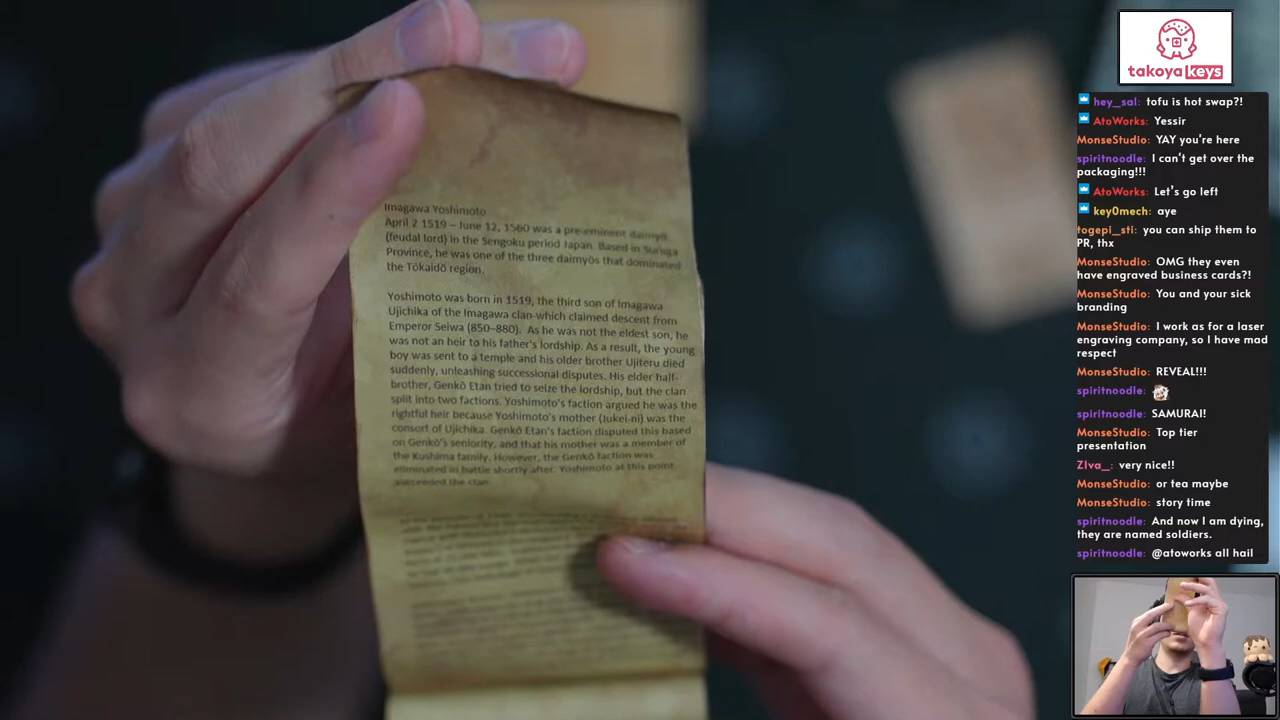 Imagawa Yoshimoto
April 2 1519 – June 12, 1560 was a pre-eminent daimyō
(feudal lord) in the Sengoku period Japan. Based in Suruga
Province, he was one of the three daimyōs that dominated
the Tōkaidō region.
Yoshimoto was born in 1519, the third son of Imagawa
Ujichika of the Imagawa clan-which claimed descent from
Emperor Seiwa (850–880). As he was not the eldest son, he
was not an heir to his father's lordship. As a result, the young
boy was sent to a temple and his older brother Ujiteru died
suddenly, unleashing successional disputes. His elder half-
brother, Genkō Etan tried to seize the lordship, but the clan
split into two factions. Yoshimoto's faction argued he was the
rightful heir because Yoshimoto's mother (Jukei-ni) was the
consort of Ujichika. Genkō Etan's faction disputed this based
on Genkō's seniority, and that his mother was a member of
the Kushima family. However, the Genkō faction was
eliminated in battle shortly after. Yoshimoto at this point
succeeded the clan.
takoya keys
hey_sal: tofu is hot swap?!
AtoWorks: Yessir
MonseStudio: YAY you're here
spiritnoodle: I can't get over the
packaging!!!
AtoWorks: Let's go left
key0mech: aye
togepi_sti: you can ship them to
PR, thx
MonseStudio: OMG they even
have engraved business cards?!
MonseStudio: You and your sick
branding
MonseStudio: I work as for a laser
engraving company, so I have mad
respect
MonseStudio: REVEAL!!!
spiritnoodle:
spiritnoodle: SAMURAI!
MonseStudio: Top tier
presentation
ZIva_: very nice!!
MonseStudio: or tea maybe
MonseStudio: story time
spiritnoodle: And now I am dying,
they are named soldiers.
spiritnoodle: @atoworks all hail